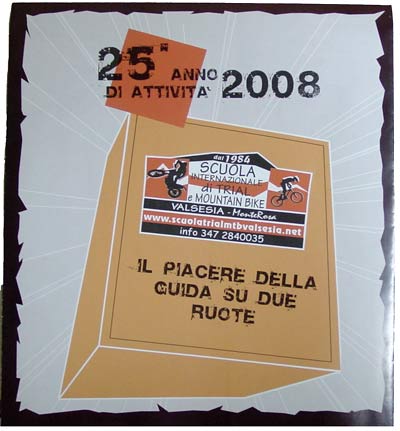 25° ANNO
DI ATTIVITA' 2008
dal 1984
SCUOLA
INTERNAZIONALE
di TRIAL
e MOUNTAIN BIKE
VALSESIA - MonteRosa
www.scuolatrialmtbvalsesia.net
info 347 2840035
IL PIACERE DELLA
GUIDA SU DUE
RUOTE